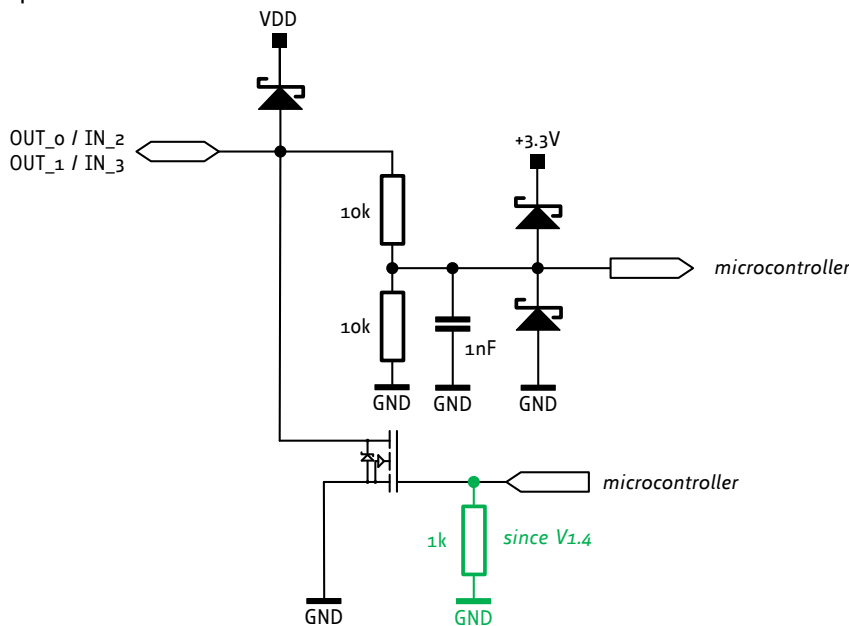 VDD
OUT_0 / IN_2
OUT_1 / IN_3
+3.3V
10k
microcontroller
10k
1nF
GND
GND
GND
microcontroller
1k
since V1.4
GND
GND